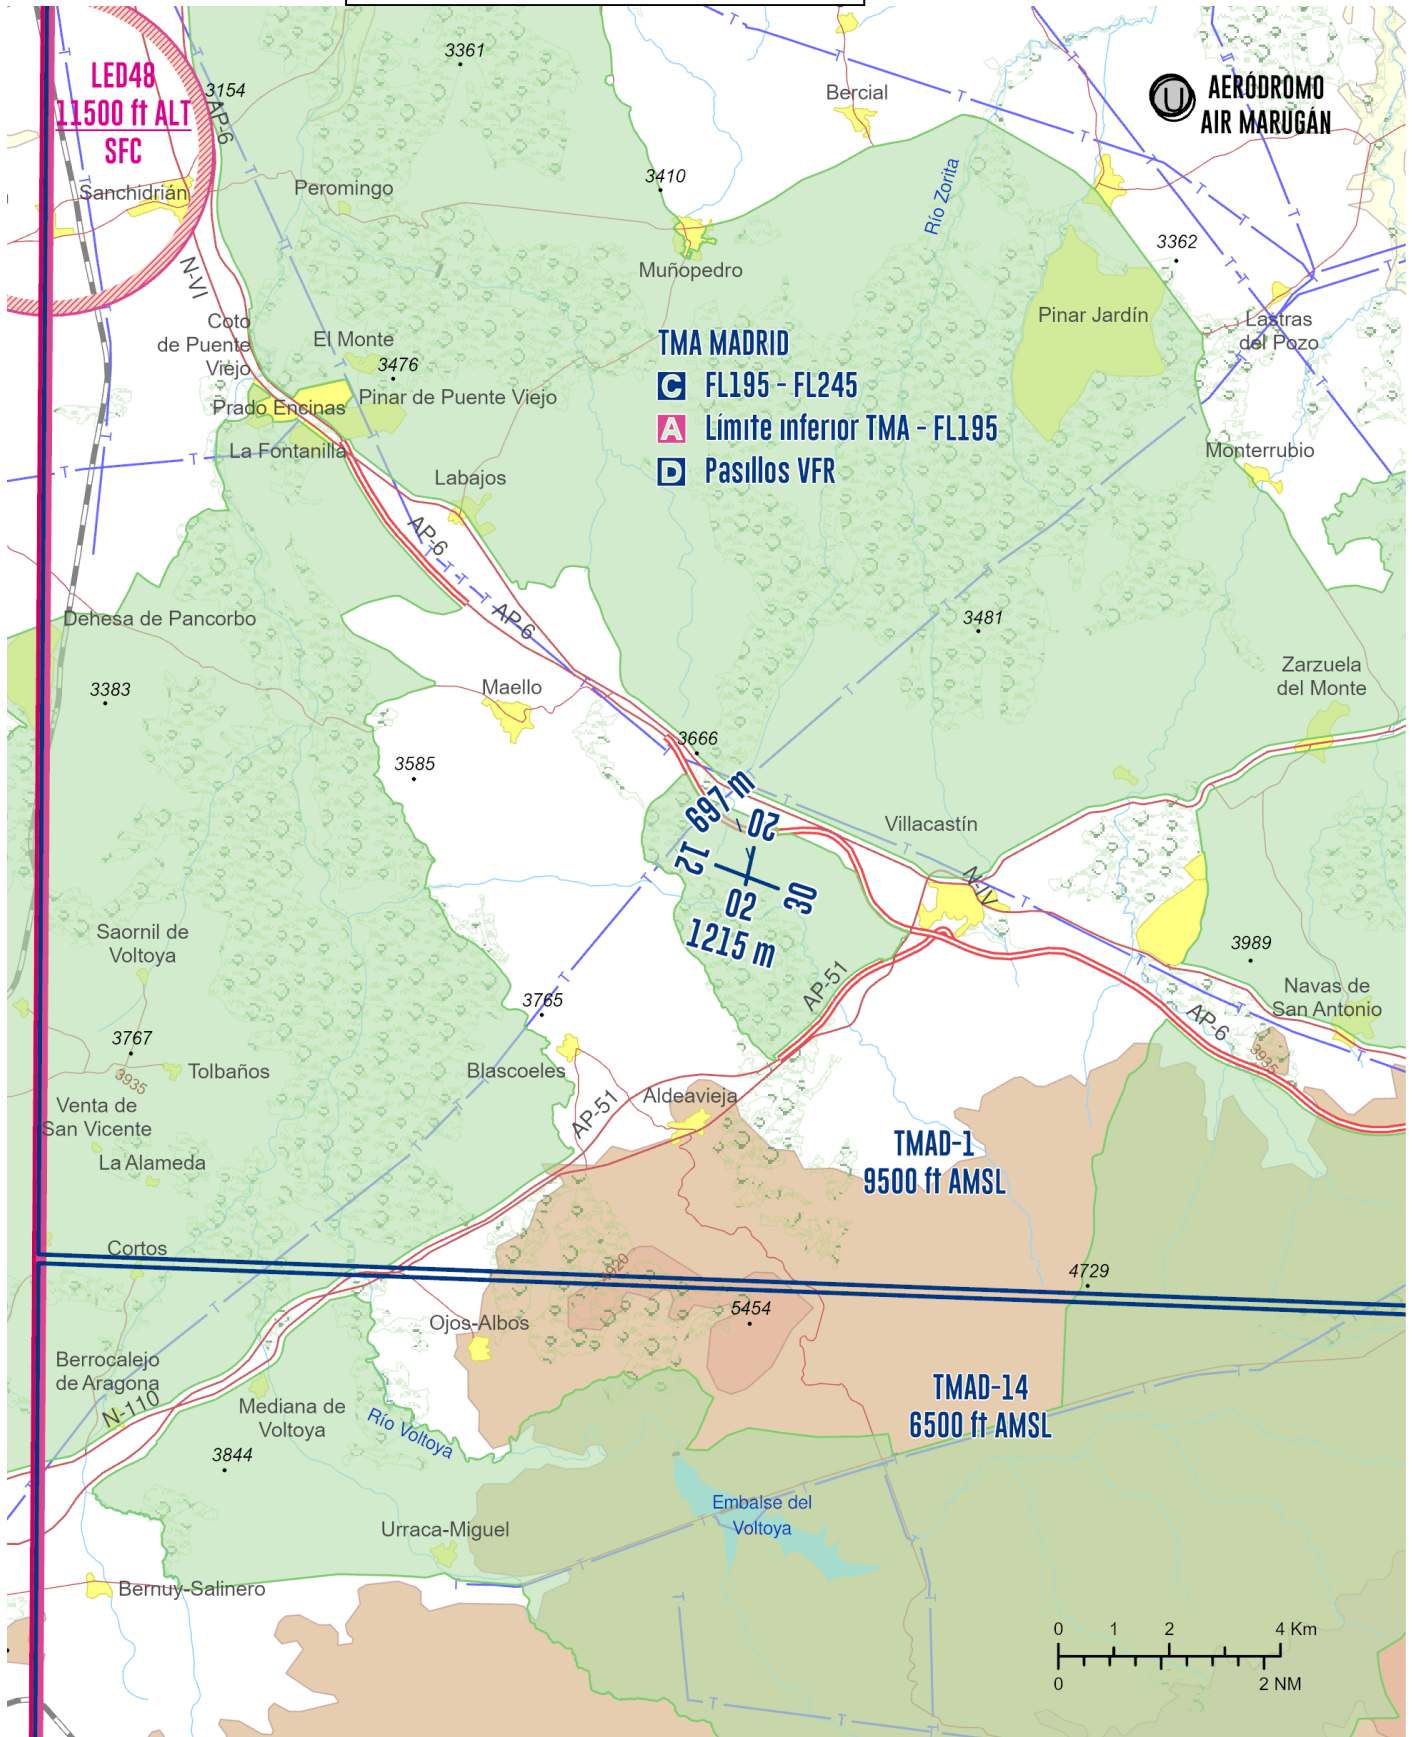 LED48
11500 ft ALT
SFC
3361
3154
AP-6
Bercial
AERÓDROMO
AIR MARUGÁN
U
Sanchidrián
Peromingo
3410
Río Zorita
3362
Muñopedro
N-VI
Coto
de Puente
Viejo
El Monte
3476
Pinar de Puente Viejo
Prado Encinas
La Fontanilla
Pinar Jardín
Lastras
del Pozo
TMA MADRID
C FL195 - FL245
A Límite inferior TMA - FL195
D Pasillos VFR
Monterrubio
Labajos
AP-6
AP-6
Dehesa de Pancorbo
3481
Zarzuela
del Monte
3383
Maello
3666
3585
697 m
20
12
02
30
1215 m
Villacastín
N-IV
Saornil de
Voltoya
3989
AP-51
3765
Navas de
San Antonio
AP-6
3935
3767
3935
Tolbaños
Blascoeles
Aldeavieja
AP-51
Venta de
San Vicente
La Alameda
TMAD-1
9500 ft AMSL
Cortos
4920
4729
5454
Ojos-Albos
Berrocalejo
de Aragona
N-110
Mediana de
Voltoya
Río Voltoya
TMAD-14
6500 ft AMSL
3844
Embalse del
Voltoya
Urraca-Miguel
Bernuy-Salinero
0 1 2 4 Km
0 2 NM